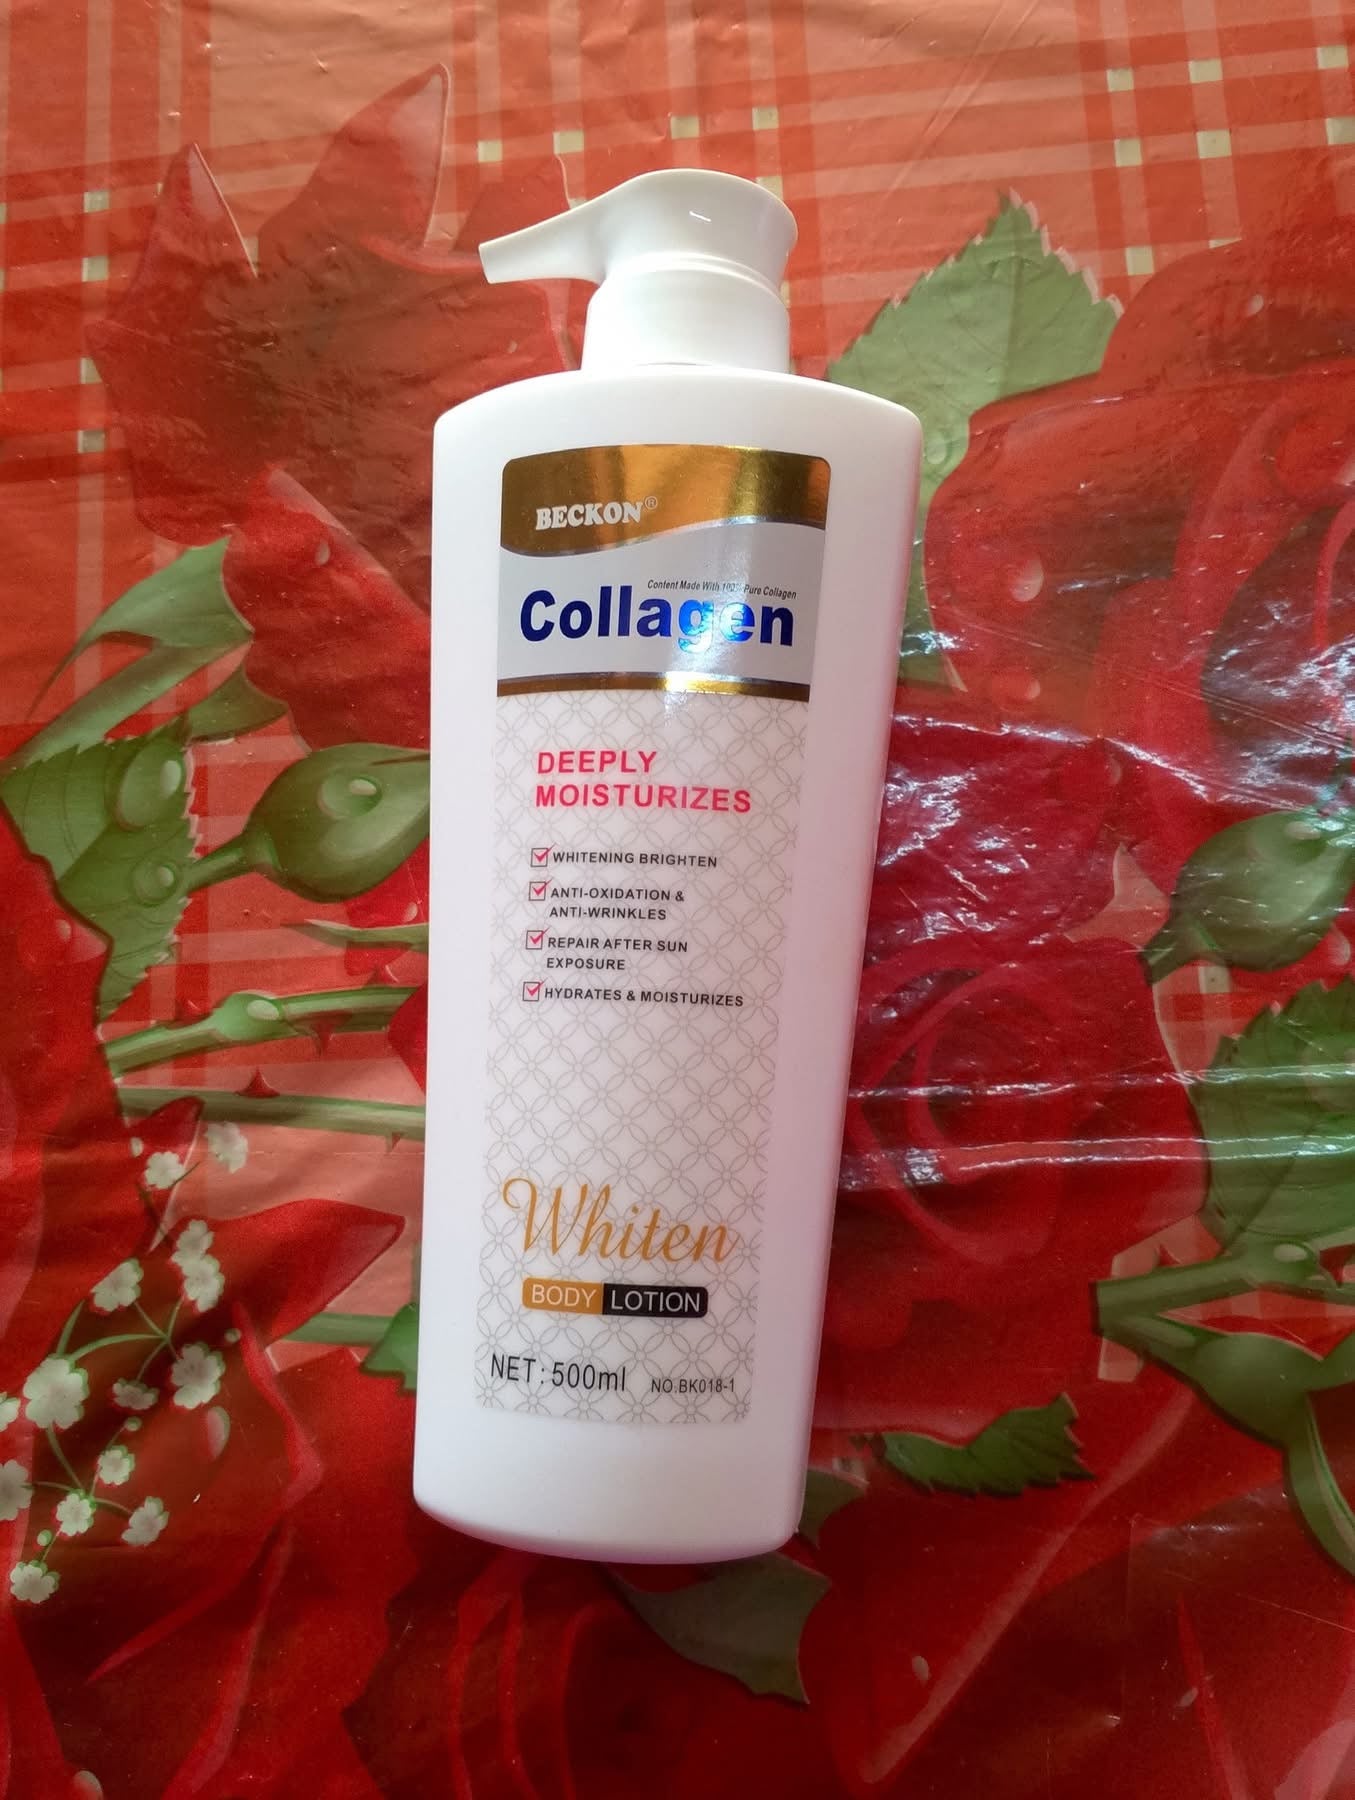 BECKON®
Content Made With 100% Pure Collagen
Collagen
DEEPLY
MOISTURIZES
WHITENING BRIGHTEN
ANTI-OXIDATION &
ANTI-WRINKLES
REPAIR AFTER SUN
EXPOSURE
HYDRATES & MOISTURIZES
Whiten
BODY LOTION
NET: 500ml NO.BK018-1